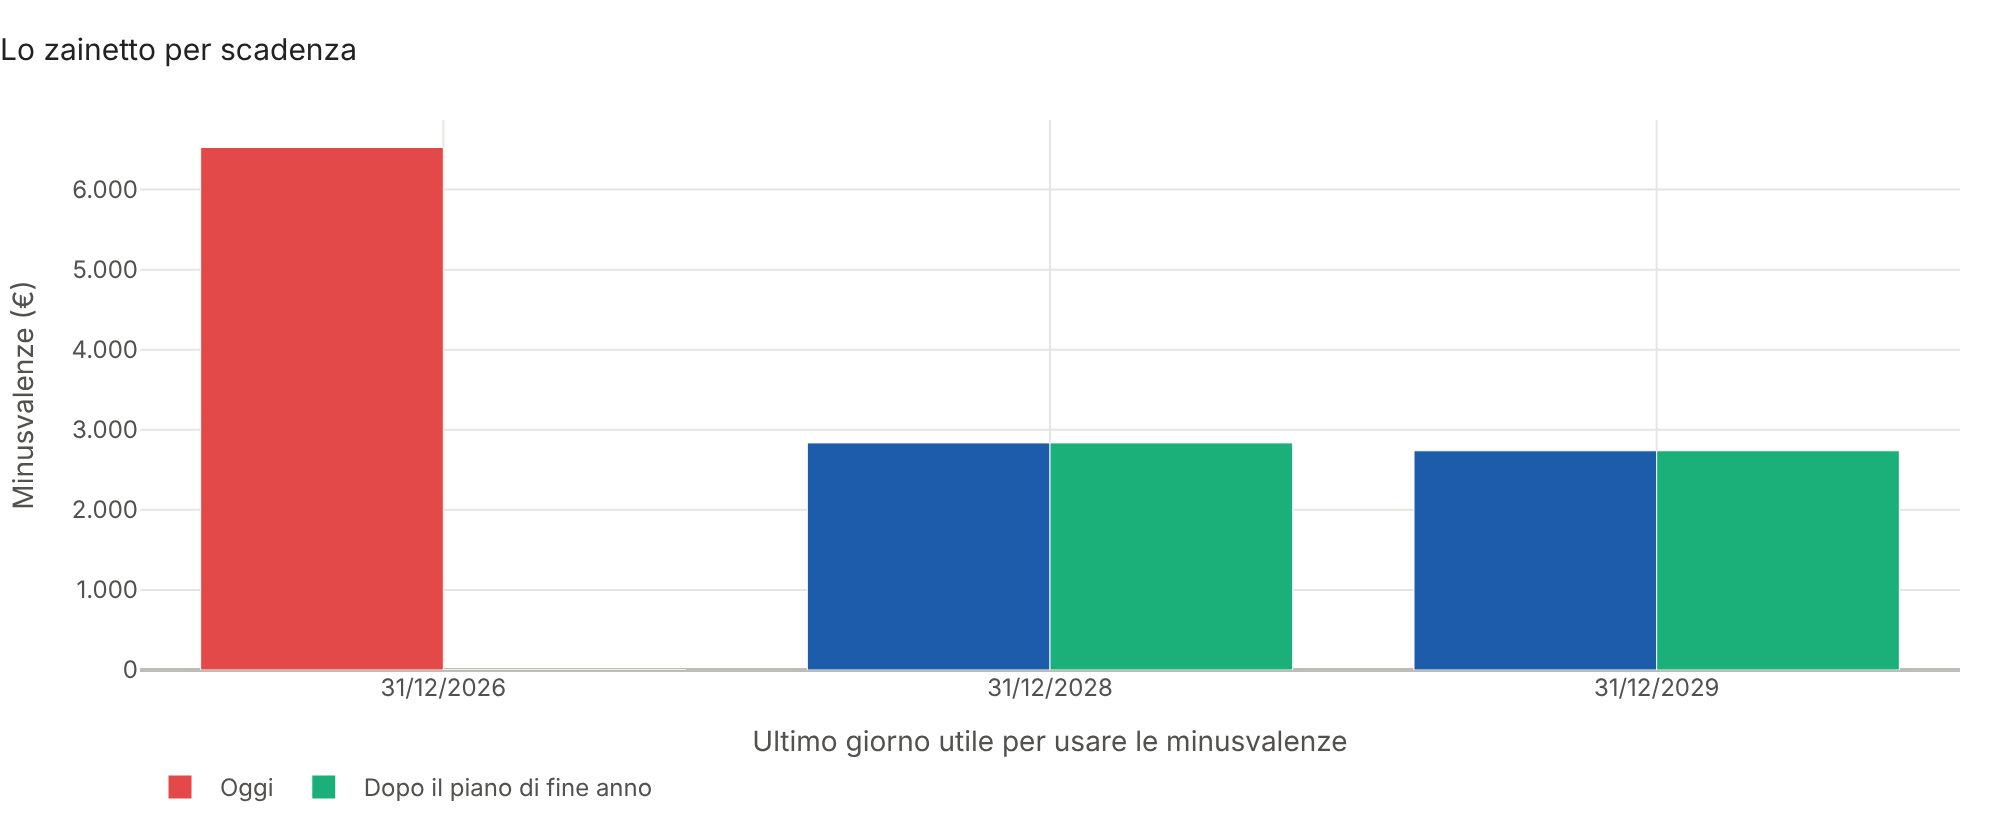 Lo zainetto per scadenza
Minusvalenze (€)
6.000
5.000
4.000
3.000
2.000
1.000
0
31/12/2026
31/12/2028
31/12/2029
Ultimo giorno utile per usare le minusvalenze
Oggi
Dopo il piano di fine anno